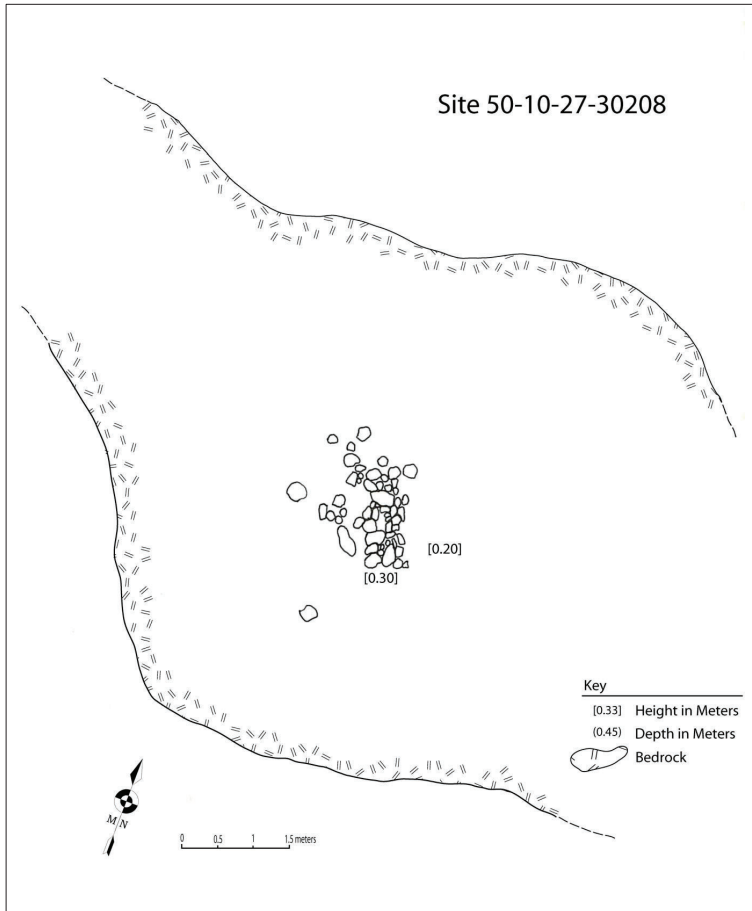 Site 50-10-27-30208
[0.20]
[0.30]
Key
[0.33] Height in Meters
(0.45) Depth in Meters
Bedrock
M N
0 0.5 1 1.5 meters